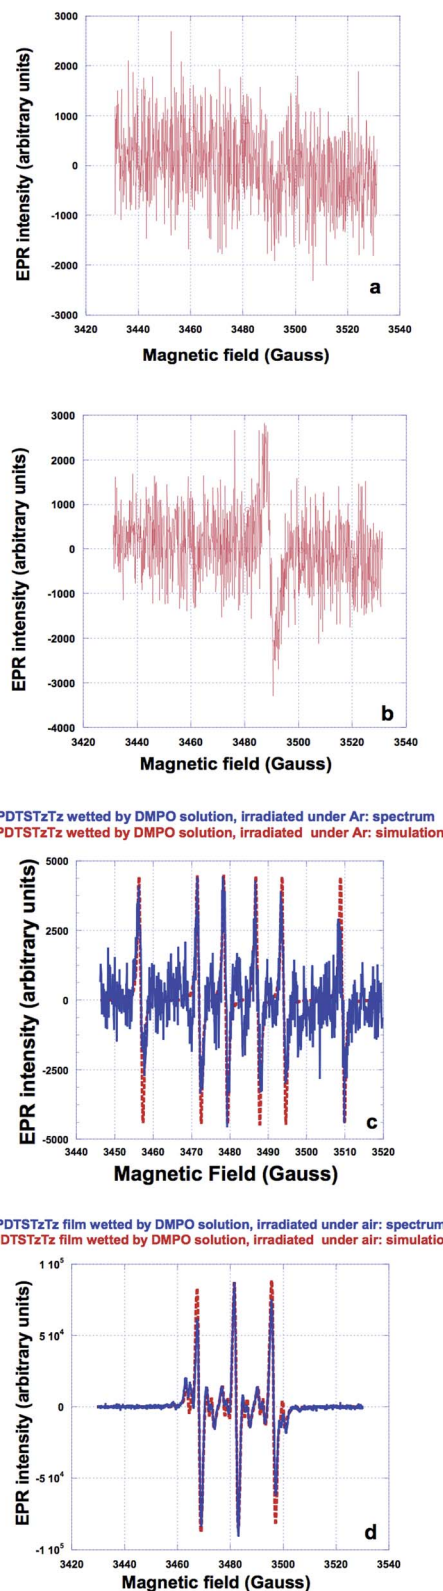 3000
2000
1000
0
-1000
-2000
-3000
EPR intensity (arbitrary units)
a
3420 3440 3460 3480 3500 3520 3540
Magnetic field (Gauss)
3000
2000
1000
0
-1000
-2000
-3000
-4000
EPR intensity (arbitrary units)
b
3420 3440 3460 3480 3500 3520 3540
Magnetic field (Gauss)
PDTSTzTz wetted by DMPO solution, irradiated under Ar: spectrum
PDTSTzTz wetted by DMPO solution, irradiated under Ar: simulation
5000
2500
0
-2500
-5000
EPR intensity (arbitrary units)
c
3440 3450 3460 3470 3480 3490 3500 3510 3520
Magnetic Field (Gauss)
PDTSTzTz film wetted by DMPO solution, irradiated under air: spectrum
DTSTzTz film wetted by DMPO solution, irradiated under air: simulatio
1 10⁵
5 10⁴
0
-5 10⁴
-1 10⁵
EPR intensity (arbitrary units)
d
3420 3440 3460 3480 3500 3520 3540
Magnetic field (Gauss)